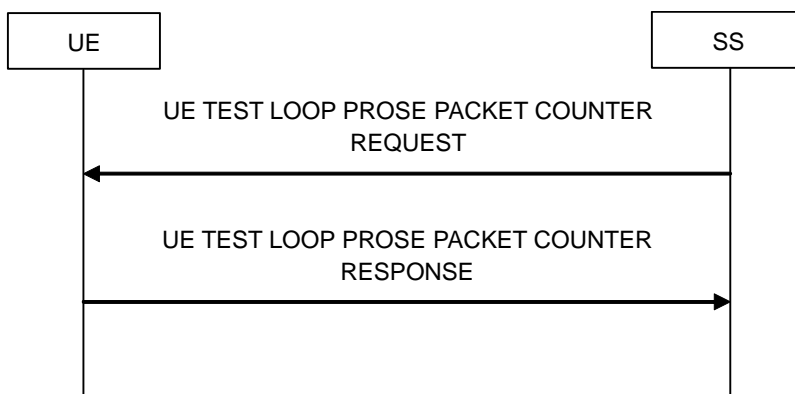 UE
SS
UE TEST LOOP PROSE PACKET COUNTER
REQUEST
UE TEST LOOP PROSE PACKET COUNTER
RESPONSE